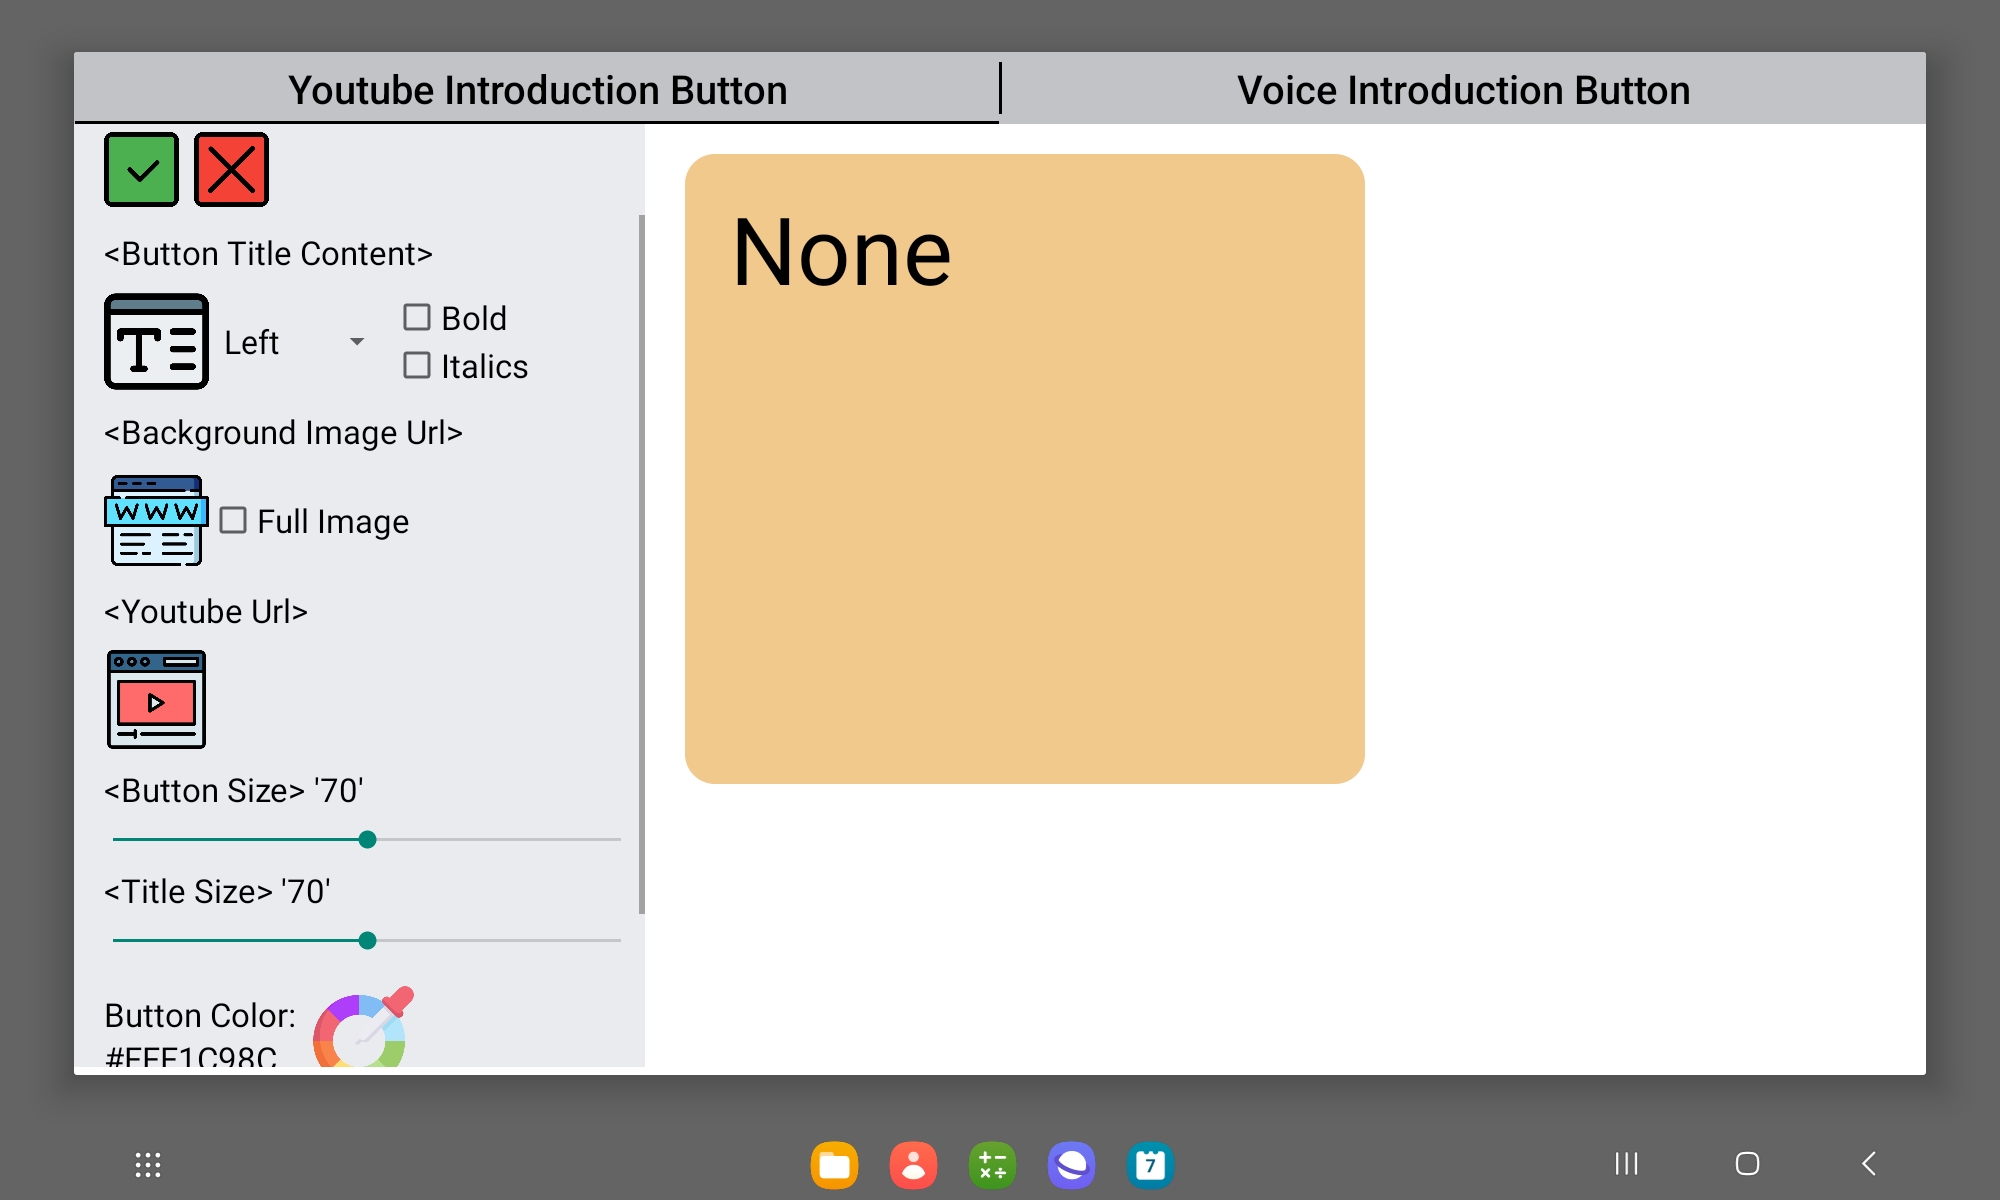 Youtube Introduction Button
Voice Introduction Button
<Button Title Content>
Left
Bold
Italics
<Background Image Url>
WWW
Full Image
<Youtube Url>
<Button Size> '70'
<Title Size> '70'
Button Color:
#FFF1C98C
None
7